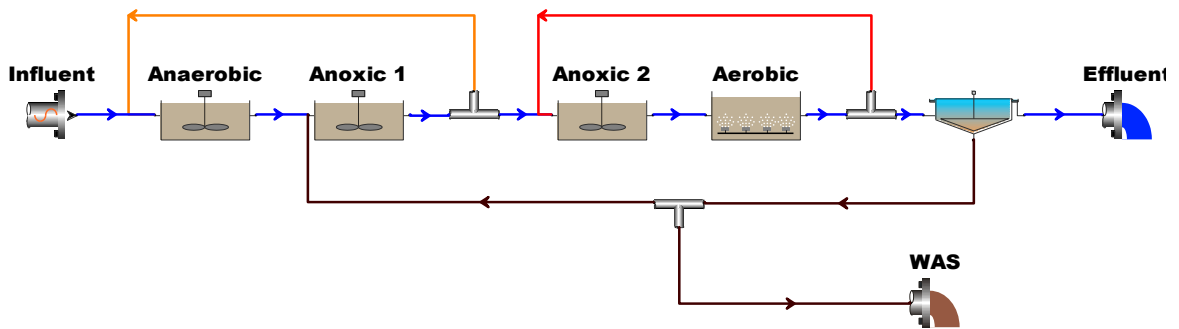 Influent
Anaerobic
Anoxic 1
Anoxic 2
Aerobic
Effluent
WAS